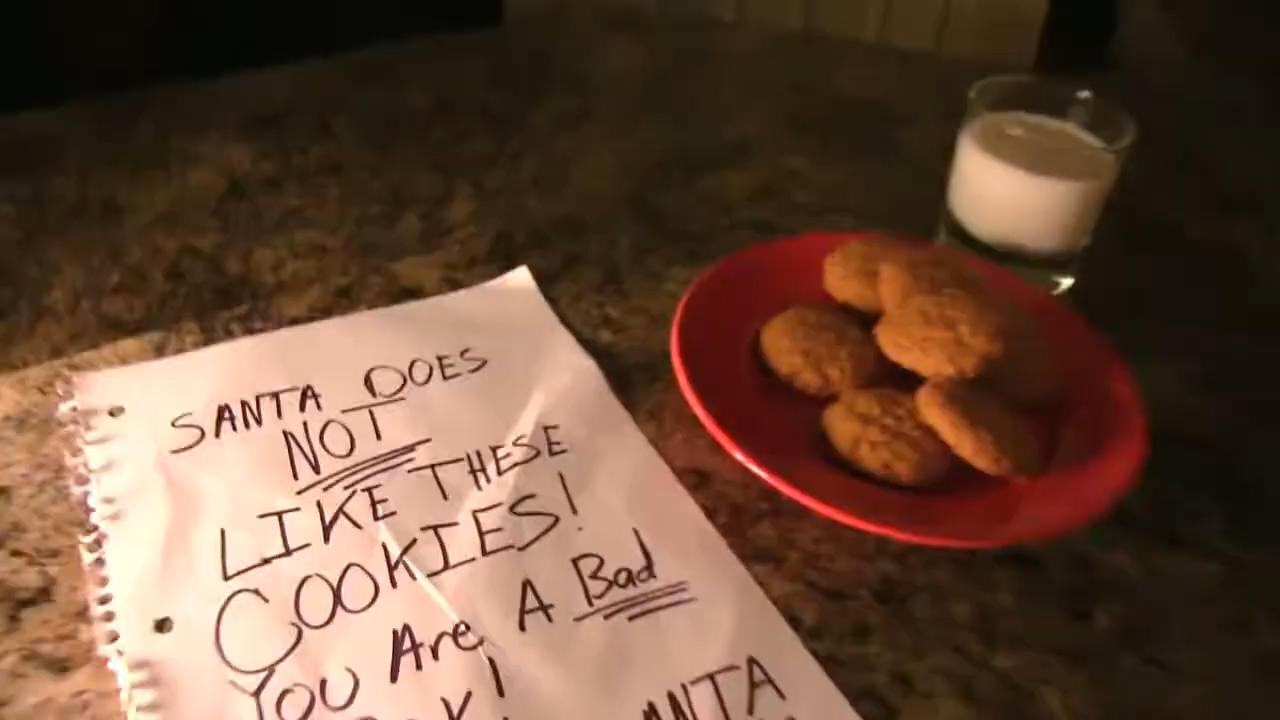 SANTA DOES
NOT
LIKE THESE
COOKIES!
YOU Are A Bad